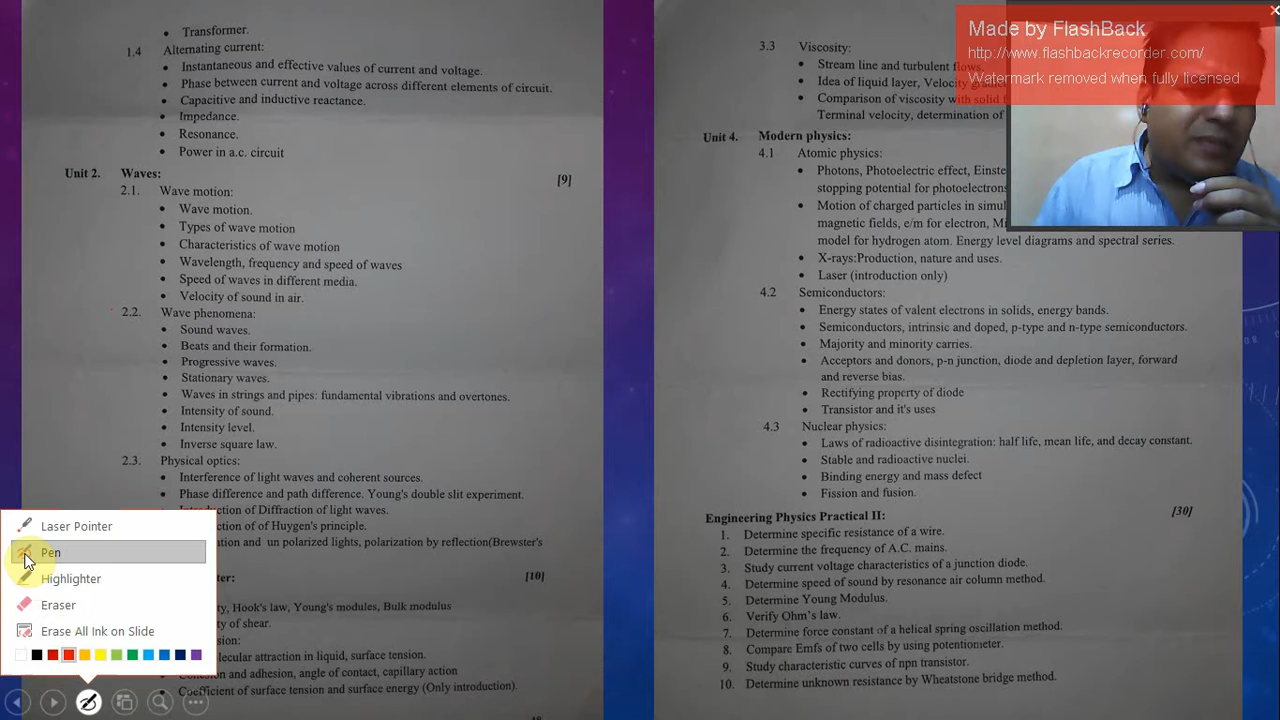 • Transformer.
1.4 Alternating current:
• Instantaneous and effective values of current and voltage.
• Phase between current and voltage across different elements of circuit.
• Capacitive and inductive reactance.
• Impedance.
• Resonance.
• Power in a.c. circuit
Unit 2. Waves: [9]
2.1. Wave motion:
• Wave motion.
• Types of wave motion
• Characteristics of wave motion
• Wavelength, frequency and speed of waves
• Speed of waves in different media.
• Velocity of sound in air.
2.2. Wave phenomena:
• Sound waves.
• Beats and their formation.
• Progressive waves.
• Stationary waves.
• Waves in strings and pipes: fundamental vibrations and overtones.
• Intensity of sound.
• Intensity level.
• Inverse square law.
2.3. Physical optics:
• Interference of light waves and coherent sources.
• Phase difference and path difference. Young's double slit experiment.
of Diffraction of light waves.
of of Huygen's principle.
and un polarized lights, polarization by reflection(Brewster's
[10]
Hook's law, Young's modules, Bulk modulus
of shear.
attraction in liquid, surface tension.
and adhesion, angle of contact, capillary action
• Coefficient of surface tension and surface energy (Only introduction).
Laser Pointer
Pen
Highlighter
Eraser
Erase All Ink on Slide
3.3 Viscosity:
• Stream line and turbulent flows.
• Idea of liquid layer, Velocity gradient
• Comparison of viscosity with solid
Terminal velocity, determination of
Unit 4. Modern physics:
4.1 Atomic physics:
• Photons, Photoelectric effect,
stopping potential for photoelectrons
• Motion of charged particles in
magnetic fields, e/m for electron,
model for hydrogen atom. Energy level diagrams and spectral series.
• X-rays:Production, nature and uses.
• Laser (introduction only)
4.2 Semiconductors:
• Energy states of valent electrons in solids, energy bands.
• Semiconductors, intrinsic and doped, p-type and n-type semiconductors.
• Majority and minority carries.
• Acceptors and donors, p-n junction, diode and depletion layer, forward
and reverse bias.
• Rectifying property of diode
• Transistor and it's uses
4.3 Nuclear physics:
• Laws of radioactive disintegration: half life, mean life, and decay constant.
• Stable and radioactive nuclei.
• Binding energy and mass defect
• Fission and fusion.
Engineering Physics Practical II: [30]
1. Determine specific resistance of a wire.
2. Determine the frequency of A.C. mains.
3. Study current voltage characteristics of a junction diode.
4. Determine speed of sound by resonance air column method.
5. Determine Young Modulus.
6. Verify Ohm's law.
7. Determine force constant of a helical spring oscillation method.
8. Compare Emfs of two cells by using potentiometer.
9. Study characteristic curves of npn transistor.
10. Determine unknown resistance by Wheatstone bridge method.
Made by FlashBack
http://www.flashbackrecorder.com/
Watermark removed when fully licensed